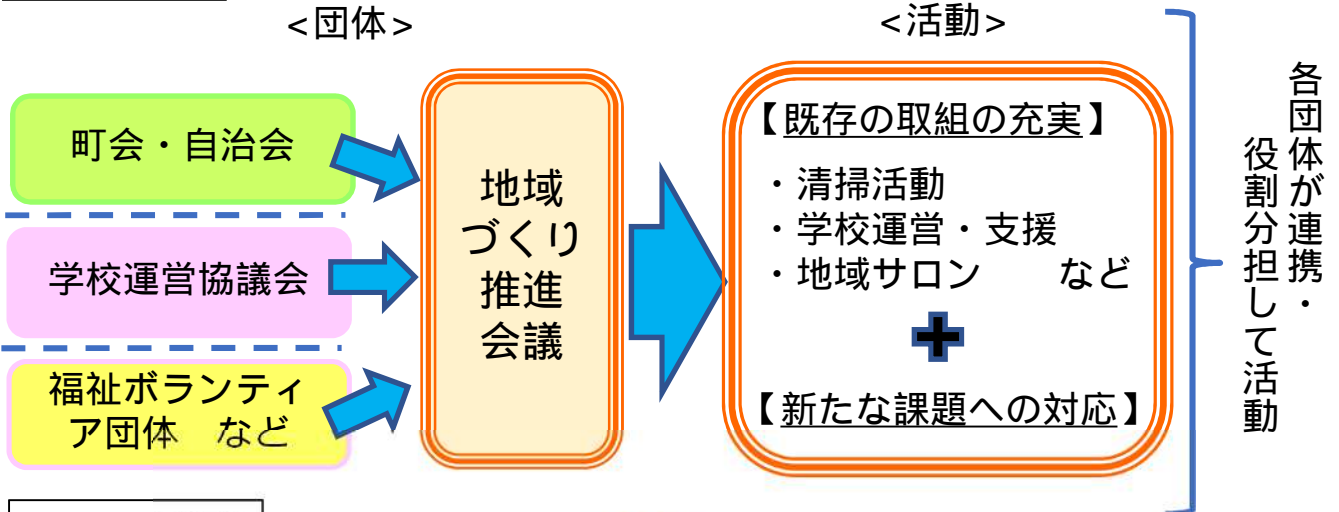 <団体>
<活動>
町会・自治会
学校運営協議会
福祉ボランティ
ア団体　など
地域
づくり
推進
会議
【既存の取組の充実】
・清掃活動
・学校運営・支援
・地域サロン　　など
【新たな課題への対応】
各団体が連携・
役割分担して活動